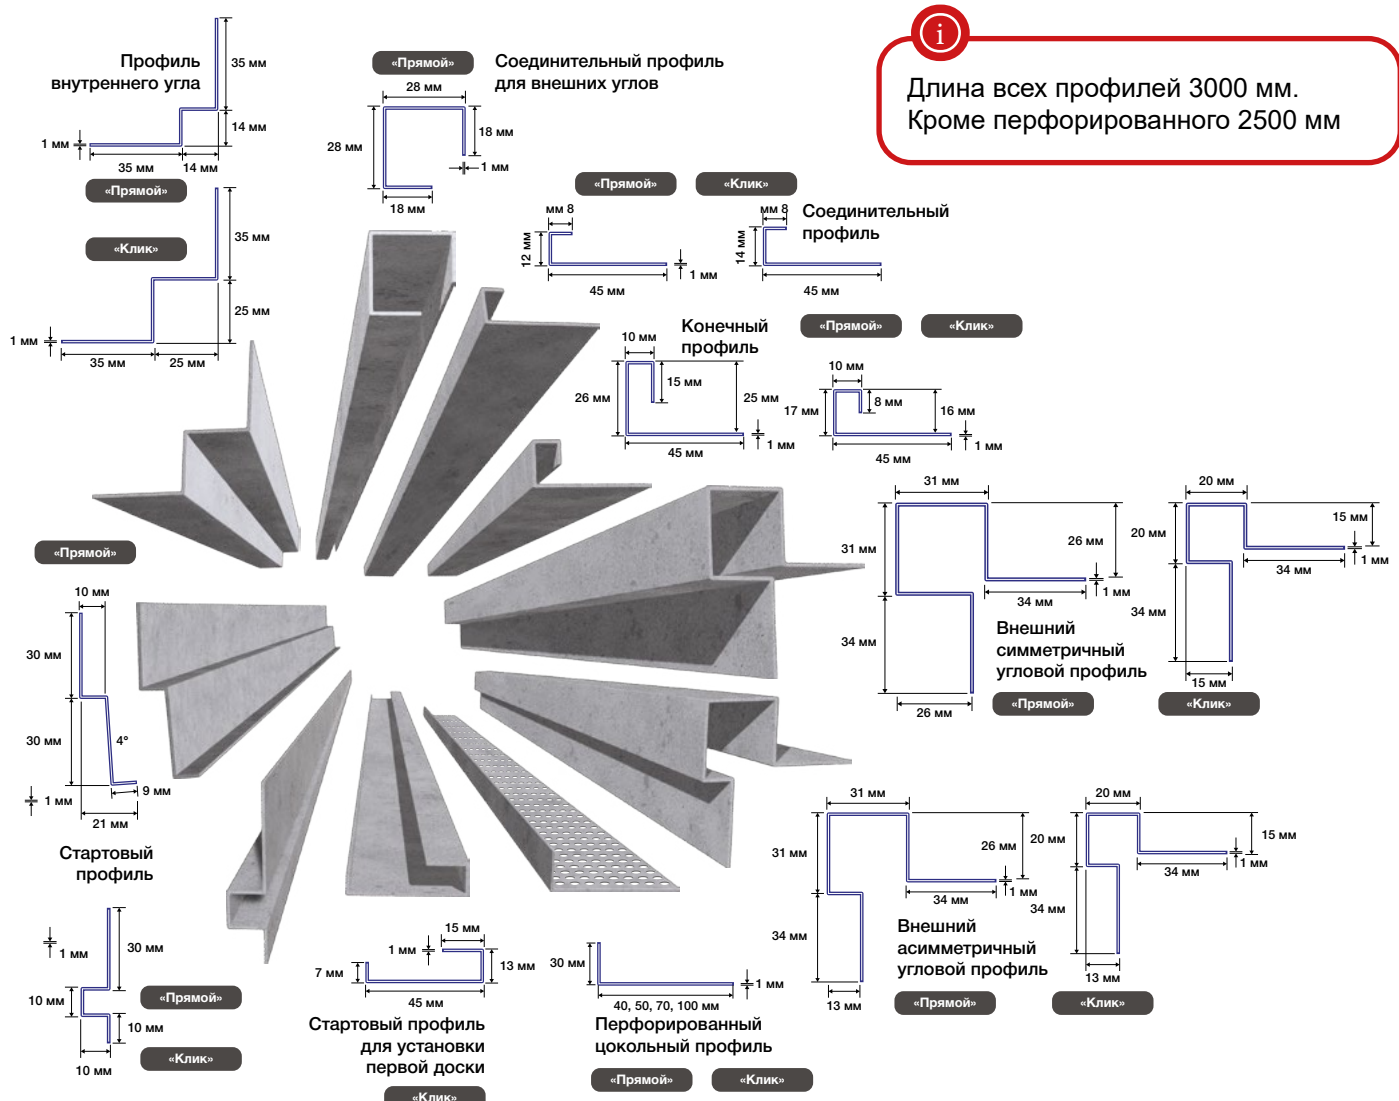 Длина всех профилей 3000 мм.
Кроме перфорированного 2500 мм
Профиль
внутреннего угла
35 мм
14 мм
1 мм
35 мм
14 мм
«Прямой»
«Клик»
35 мм
25 мм
1 мм
35 мм
25 мм
«Прямой»
Соединительный профиль
для внешних углов
28 мм
28 мм
18 мм
1 мм
18 мм
«Прямой»
«Клик»
мм 8
12 мм
1 мм
45 мм
мм 8
14 мм
45 мм
Соединительный
профиль
Конечный
профиль
«Прямой»
«Клик»
10 мм
15 мм
26 мм
25 мм
1 мм
45 мм
10 мм
8 мм
17 мм
16 мм
1 мм
45 мм
31 мм
31 мм
26 мм
1 мм
34 мм
34 мм
26 мм
Внешний
симметричный
угловой профиль
«Прямой»
20 мм
20 мм
15 мм
1 мм
34 мм
34 мм
15 мм
«Клик»
«Прямой»
10 мм
30 мм
30 мм
4°
9 мм
1 мм
21 мм
Стартовый
профиль
30 мм
1 мм
10 мм
10 мм
10 мм
«Прямой»
«Клик»
15 мм
1 мм
7 мм
13 мм
45 мм
Стартовый профиль
для установки
первой доски
«Клик»
30 мм
1 мм
40, 50, 70, 100 мм
Перфорированный
цокольный профиль
«Прямой»
«Клик»
31 мм
31 мм
26 мм
1 мм
34 мм
34 мм
13 мм
Внешний
асимметричный
угловой профиль
«Прямой»
20 мм
20 мм
15 мм
1 мм
34 мм
34 мм
13 мм
«Клик»
i